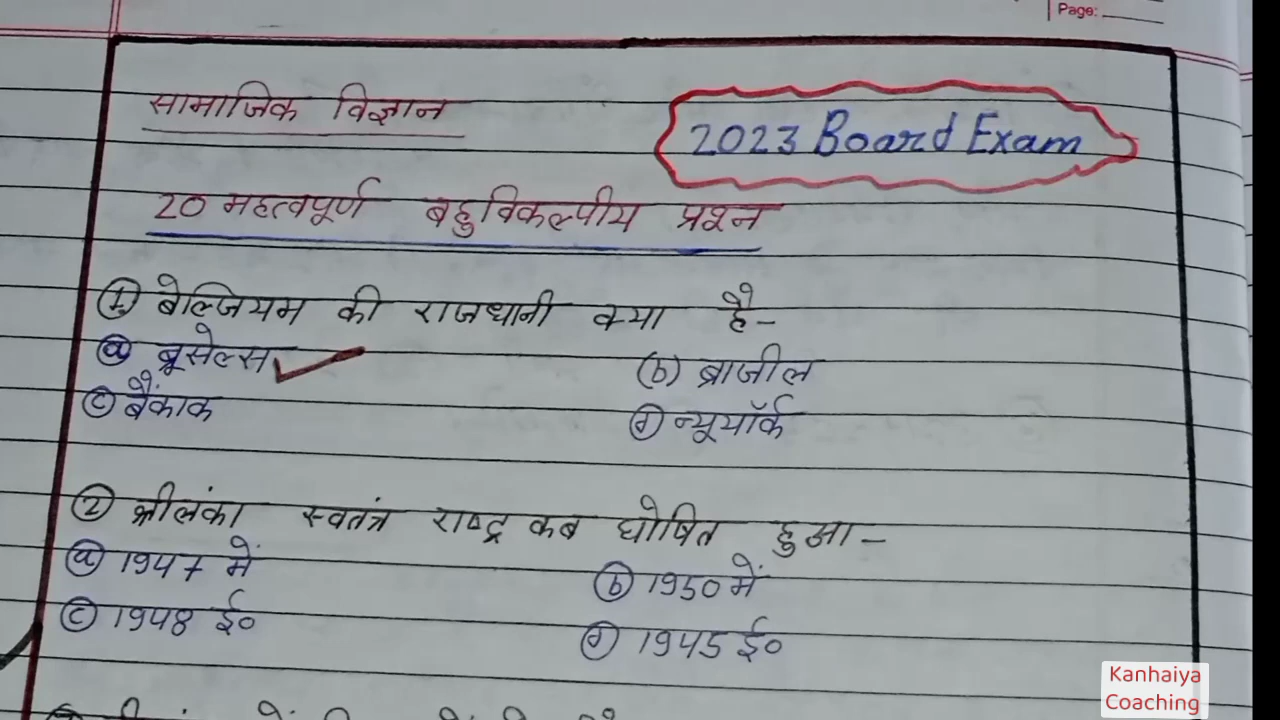 Page:
सामाजिक विज्ञान
2023 Board Exam
20 महत्वपूर्ण बहुविकल्पीय प्रश्न
① बेल्जियम की राजधानी क्या है-
ⓐ ब्रूसेल्स (b) ब्राजील
ⓒ बैंकाक ⓓ न्यूयॉर्क
② श्रीलंका स्वतंत्र राष्ट्र कब घोषित हुआ-
ⓐ 1947 में ⓑ 1950 में
ⓒ 1948 ई० ⓓ 1945 ई०
Kanhaiya
Coaching